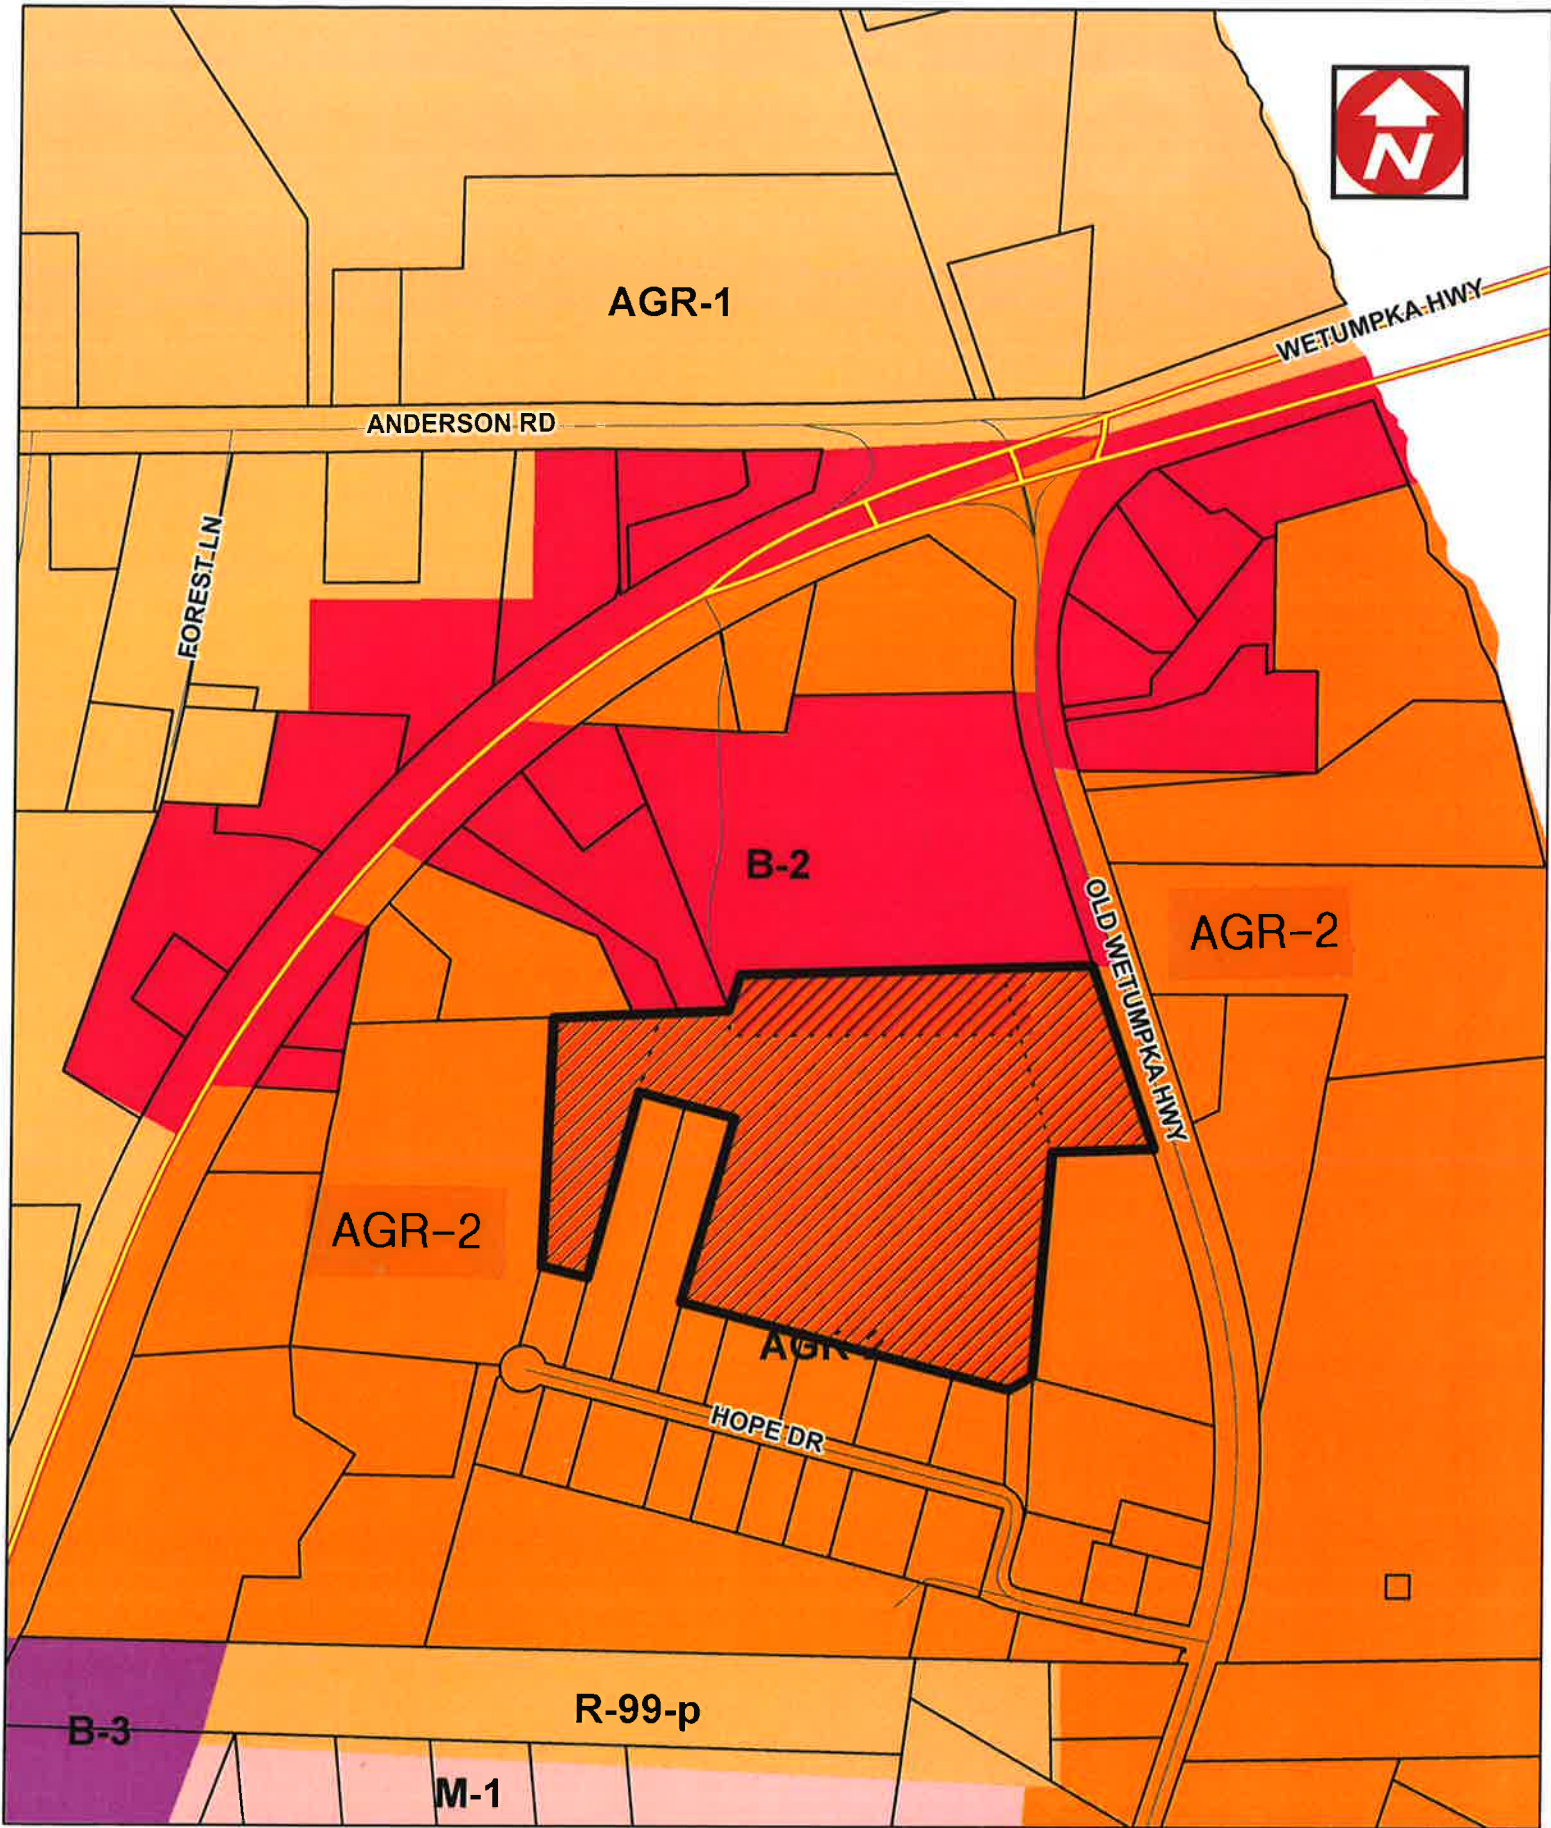 N
AGR-1
WETUMPKA HWY
ANDERSON RD
FOREST LN
B-2
OLD WETUMPKA HWY
AGR-2
AGR-2
HOPE DR
R-99-p
B-3
M-1